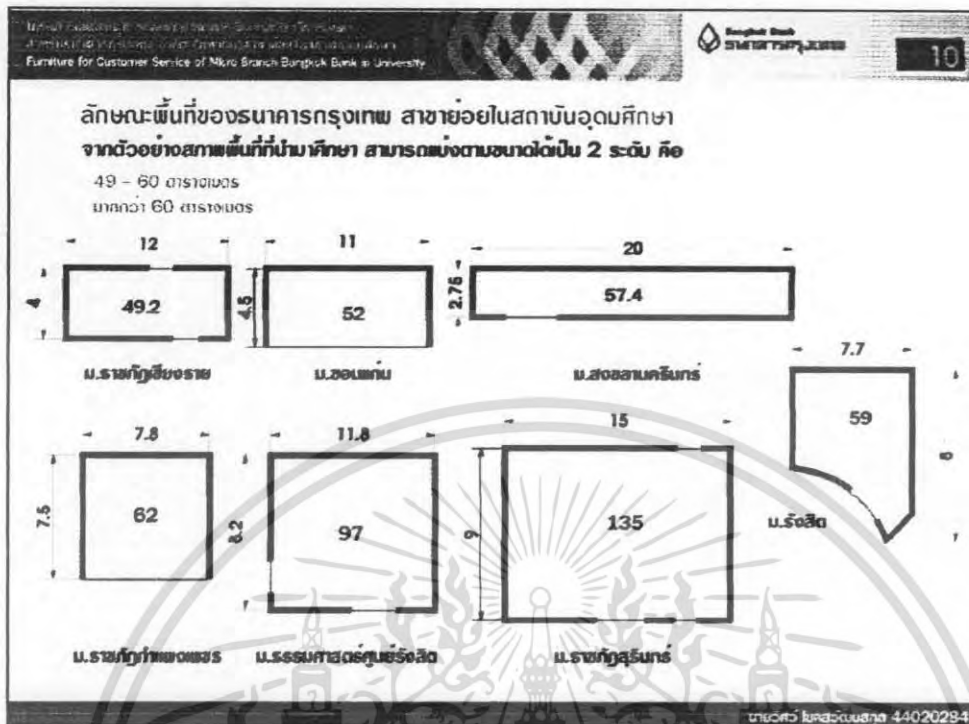 Furniture for Customer Service of Micro Branch Bangkok Bank in University
Bangkok Bank
ธนาคารกรุงเทพ
10
ลักษณะพื้นที่ของธนาคารกรุงเทพ สาขาย่อยในสถาบันอุดมศึกษา
จากตัวอย่างสภาพพื้นที่ที่นำมาศึกษา สามารถแบ่งตามขนาดได้เป็น 2 ระดับ คือ
49 - 60 ตารางเมตร
มากกว่า 60 ตารางเมตร
12
4
49.2
ม.ราชภัฏเชียงราย
11
4.5
52
ม.ขอนแก่น
20
2.75
57.4
ม.สงขลานครินทร์
7.7
59
ม.รังสิต
7.8
7.5
62
ม.ราชภัฏกำแพงเพชร
11.8
8.2
97
ม.ธรรมศาสตร์ศูนย์รังสิต
15
9
135
ม.ราชภัฏสุรินทร์